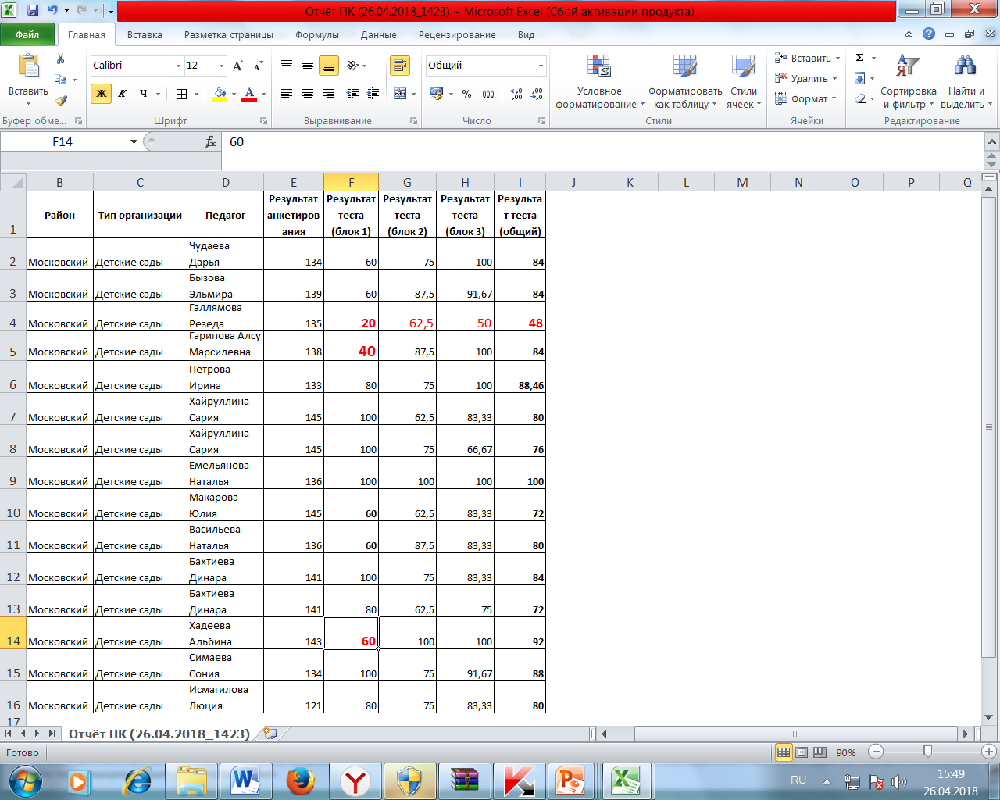 Отчёт ПК (26.04.2018_1423) - Microsoft Excel (Сбой активации продукта)
Файл Главная Вставка Разметка страницы Формулы Данные Рецензирование Вид
Вставить
Буфер обме...
Calibri 12
Ж К Ч А
Шрифт
Выравнивание
Общий
% 000
Число
Условное форматирование
Форматировать как таблицу
Стили ячеек
Стили
Вставить
Удалить
Формат
Ячейки
Σ
Сортировка и фильтр
Найти и выделить
Редактирование
F14 fx 60
B C D E F G H I J K L M N O P Q
1 Район Тип организации Педагог Результат анкетирования Результат теста (блок 1) Результат теста (блок 2) Результат теста (блок 3) Результат теста (общий)
2 Московский Детские сады Чудаева Дарья 134 60 75 100 84
3 Московский Детские сады Бызова Эльмира 139 60 87,5 91,67 84
4 Московский Детские сады Галлямова Резеда 135 20 62,5 50 48
5 Московский Детские сады Гарипова Алсу Марсилевна 138 40 87,5 100 84
6 Московский Детские сады Петрова Ирина 133 80 75 100 88,46
7 Московский Детские сады Хайруллина Сария 145 100 62,5 83,33 80
8 Московский Детские сады Хайруллина Сария 145 100 75 66,67 76
9 Московский Детские сады Емельянова Наталья 136 100 100 100 100
10 Московский Детские сады Макарова Юлия 145 60 62,5 83,33 72
11 Московский Детские сады Васильева Наталья 136 60 87,5 83,33 80
12 Московский Детские сады Бахтиева Динара 141 100 75 83,33 84
13 Московский Детские сады Бахтиева Динара 141 80 62,5 75 72
14 Московский Детские сады Хадеева Альбина 143 60 100 100 92
15 Московский Детские сады Симаева Сония 134 100 75 91,67 88
16 Московский Детские сады Исмагилова Люция 121 80 75 83,33 80
17
Отчёт ПК (26.04.2018_1423)
Готово 90%
RU 15:49
26.04.2018